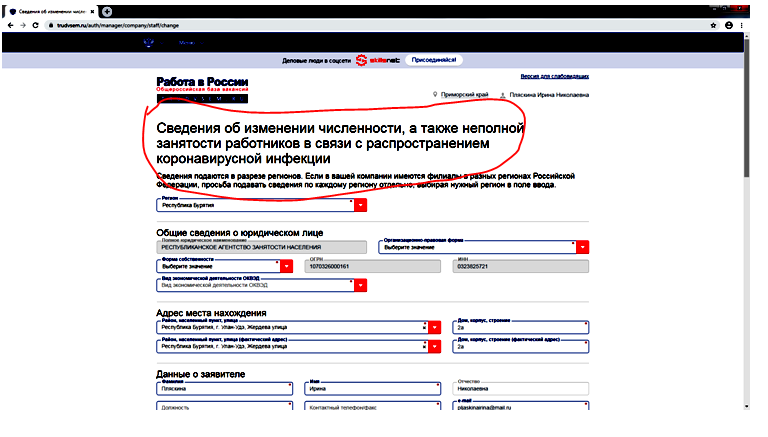 Сведения об изменении числен
trudvsem.ru/auth/manager/company/staff/change
Деловые люди в соцсети skillsnet Присоединяйся!
Версия для слабовидящих
Работа в России
Общероссийская база вакансий
Приморский край Пляскина Ирина Николаевна
Сведения об изменении численности, а также неполной
занятости работников в связи с распространением
коронавирусной инфекции
Сведения подаются в разрезе регионов. Если в вашей компании имеются филиалы в разных регионах Российской
Федерации, просьба подавать сведения по каждому региону отдельно, выбирая нужный регион в поле ввода.
Регион *
Республика Бурятия
Общие сведения о юридическом лице
Полное юридическое наименование Организационно-правовая форма *
РЕСПУБЛИКАНСКОЕ АГЕНТСТВО ЗАНЯТОСТИ НАСЕЛЕНИЯ Выберите значение
Форма собственности * ОГРН ИНН
Выберите значение 1070326000161 0323825721
Вид экономической деятельности ОКВЭД *
Вид экономической деятельности ОКВЭД
Адрес места нахождения
Район, населенный пункт, улица * Дом, корпус, строение *
Республика Бурятия, г. Улан-Удэ, Жердева улица 2а
Район, населенный пункт, улица (фактический адрес) * Дом, корпус, строение (фактический адрес) *
Республика Бурятия, г. Улан-Удэ, Жердева улица 2а
Данные о заявителе
Фамилия * Имя * Отчество
Пляскина Ирина Николаевна
e-mail *
Должность Контактный телефон/факс pliaskinairina@mail.ru